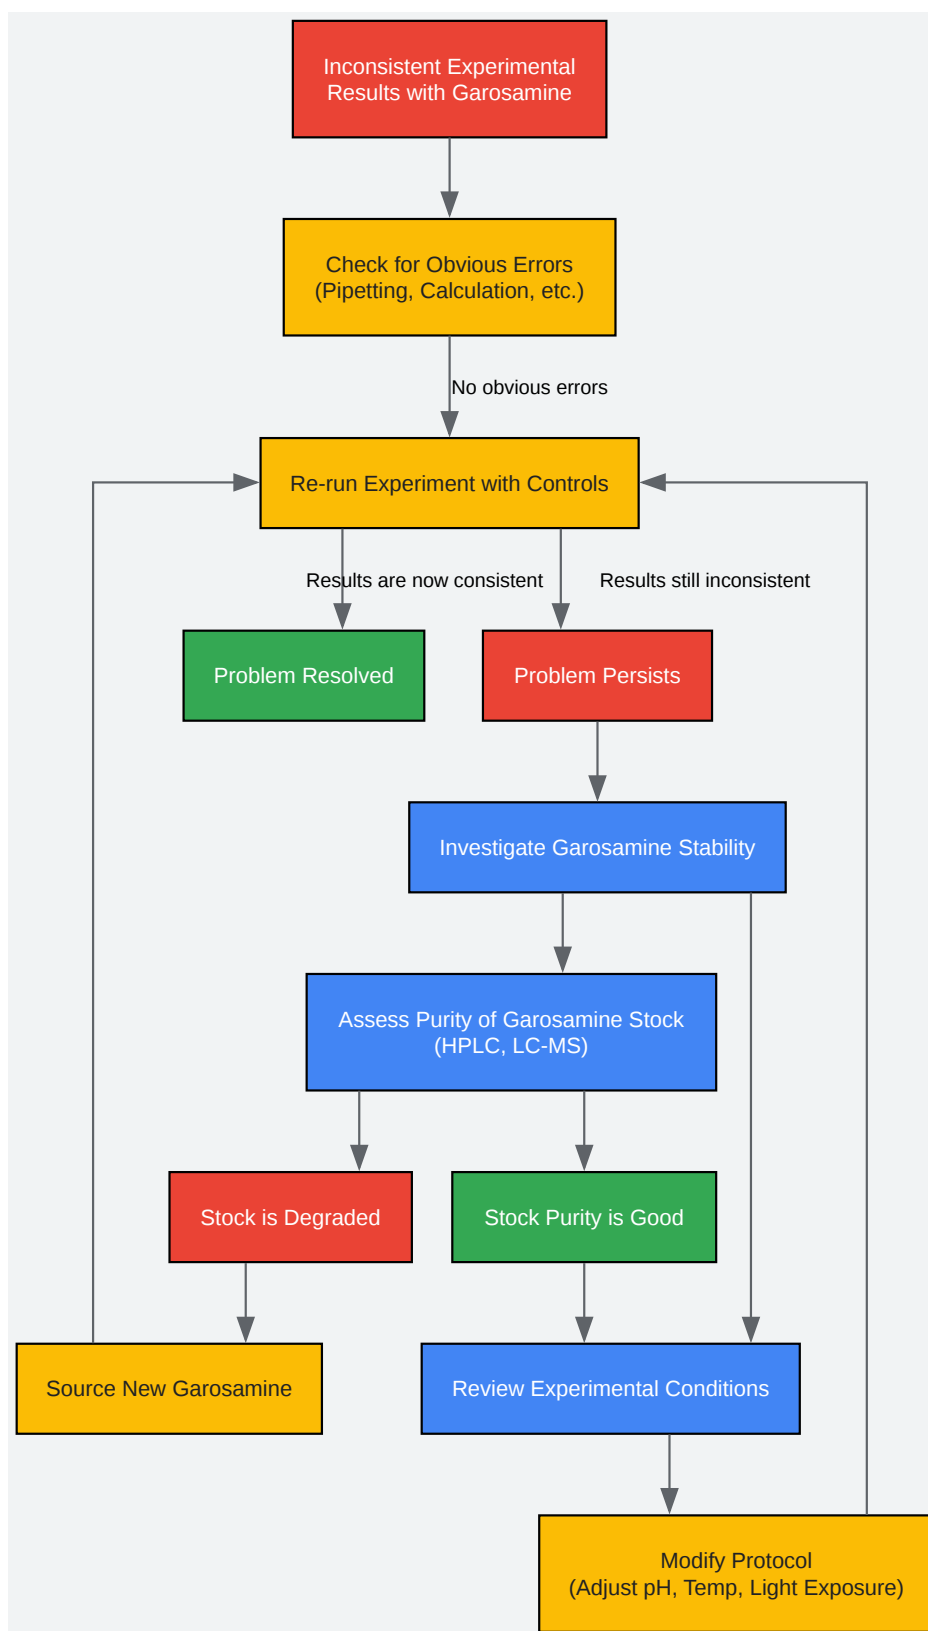 Inconsistent Experimental
Results with Garosamine
Check for Obvious Errors
(Pipetting, Calculation, etc.)
No obvious errors
Re-run Experiment with Controls
Results are now consistent
Results still inconsistent
Problem Resolved
Problem Persists
Investigate Garosamine Stability
Assess Purity of Garosamine Stock
(HPLC, LC-MS)
Stock is Degraded
Stock Purity is Good
Source New Garosamine
Review Experimental Conditions
Modify Protocol
(Adjust pH, Temp, Light Exposure)